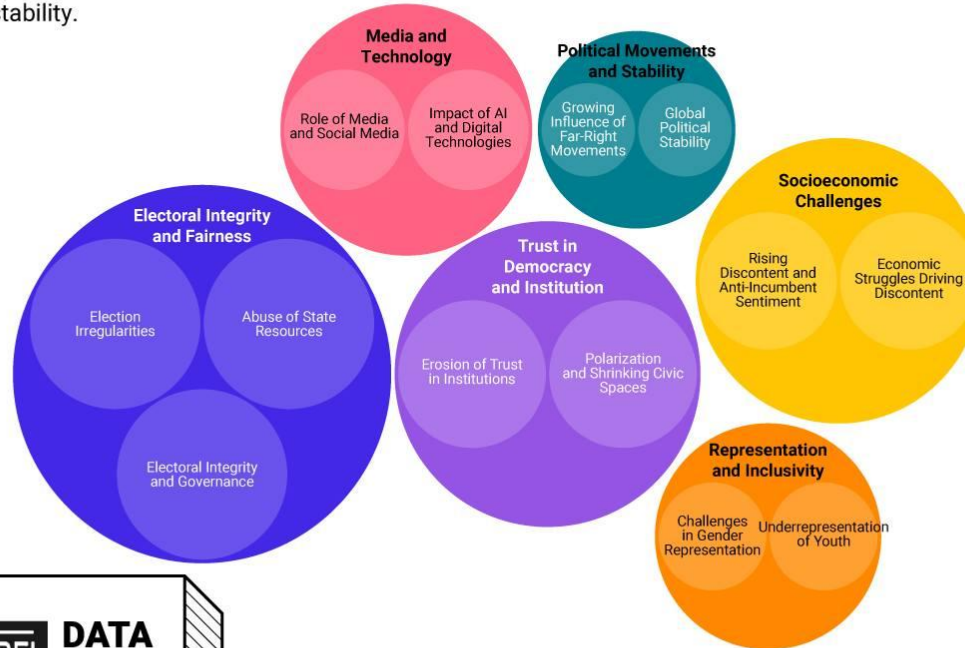 stability.
Media and
Technology
Role of Media
and Social Media
Impact of AI
and Digital
Technologies
Political Movements
and Stability
Growing
Influence of
Far-Right
Movements
Global
Political
Stability
Socioeconomic
Challenges
Rising
Discontent and
Anti-Incumbent
Sentiment
Economic
Struggles Driving
Discontent
Electoral Integrity
and Fairness
Election
Irregularities
Abuse of State
Resources
Electoral Integrity
and Governance
Trust in
Democracy
and Institution
Erosion of Trust
in Institutions
Polarization
and Shrinking Civic
Spaces
Representation
and Inclusivity
Challenges
in Gender
Representation
Underrepresentation
of Youth
DATA